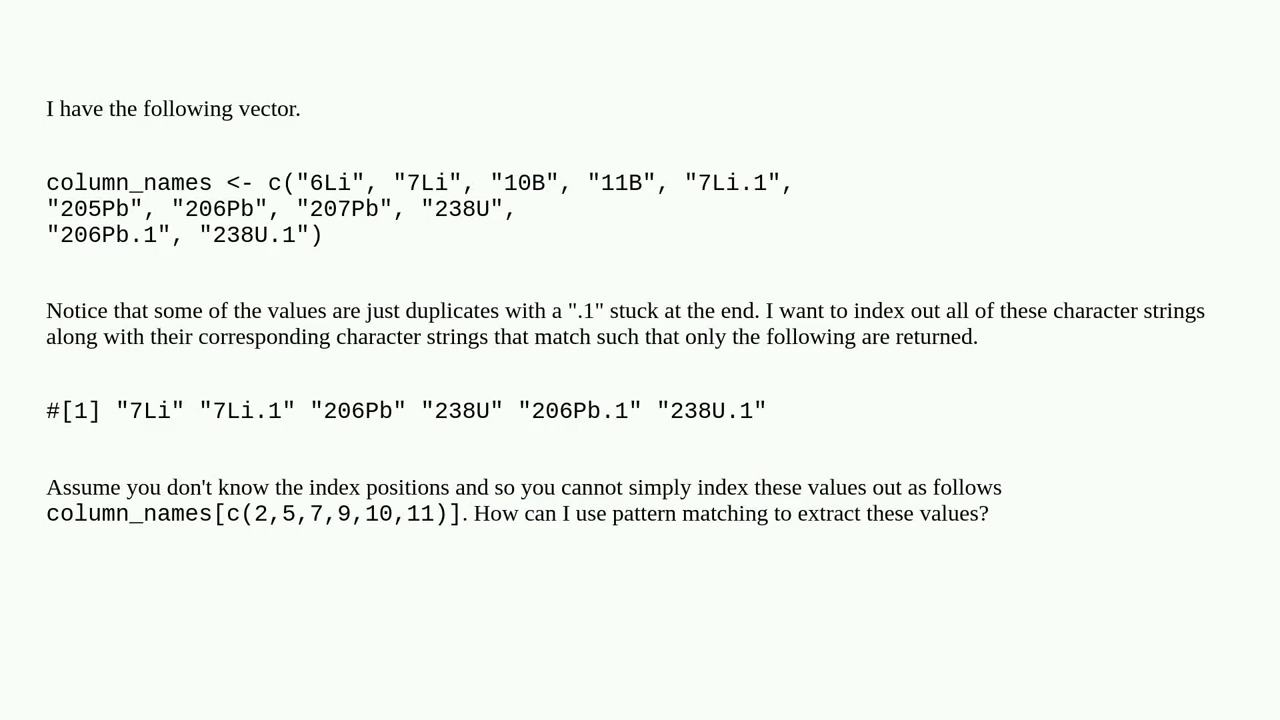 I have the following vector.
column_names <- c("6Li", "7Li", "10B", "11B", "7Li.1",
"205Pb", "206Pb", "207Pb", "238U",
"206Pb.1", "238U.1")
Notice that some of the values are just duplicates with a ".1" stuck at the end. I want to index out all of these character strings
along with their corresponding character strings that match such that only the following are returned.
#[1] "7Li" "7Li.1" "206Pb" "238U" "206Pb.1" "238U.1"
Assume you don't know the index positions and so you cannot simply index these values out as follows
column_names[c(2,5,7,9,10,11)]. How can I use pattern matching to extract these values?